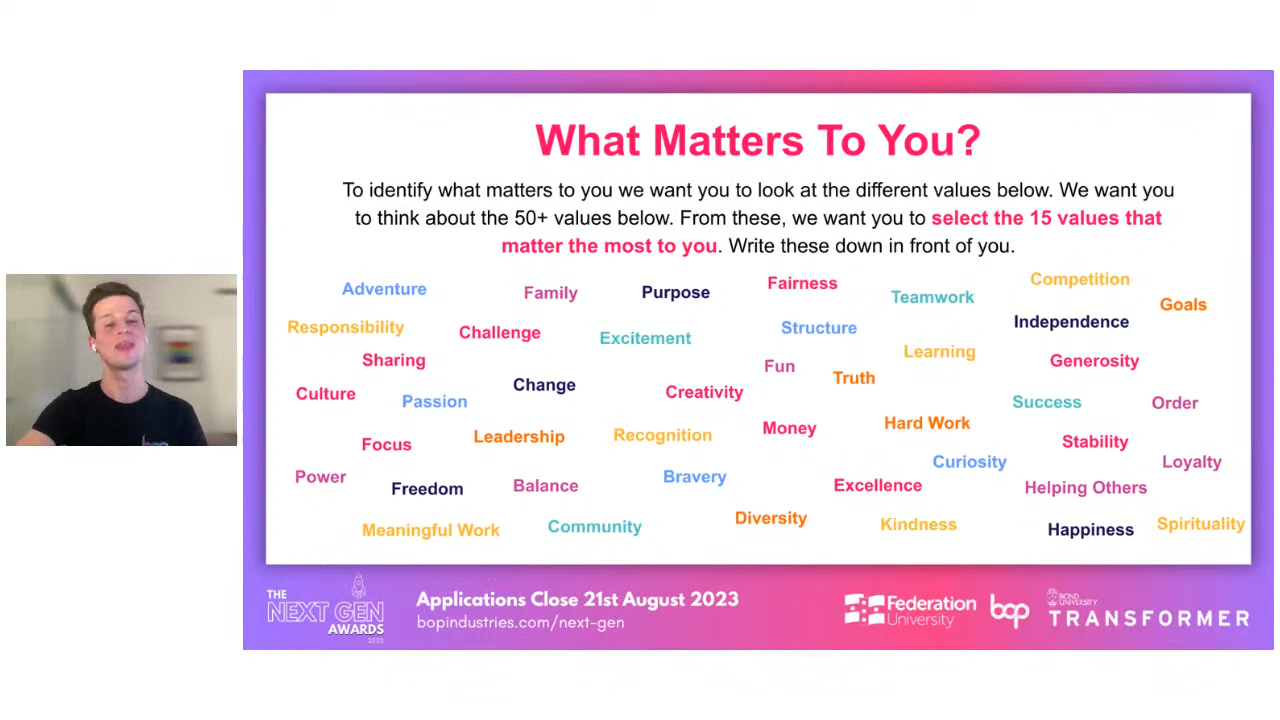 What Matters To You?
To identify what matters to you we want you to look at the different values below. We want you
to think about the 50+ values below. From these, we want you to select the 15 values that
matter the most to you. Write these down in front of you.
Adventure Family Purpose Fairness Teamwork Competition Goals
Responsibility Challenge Excitement Structure Independence
Sharing Fun Learning Generosity
Culture Passion Change Creativity Truth Success Order
Focus Leadership Recognition Money Hard Work Stability
Power Freedom Balance Bravery Excellence Curiosity Helping Others Loyalty
Meaningful Work Community Diversity Kindness Happiness Spirituality
THE
NEXT GEN
AWARDS
2023
Applications Close 21st August 2023
bopindustries.com/next-gen
Federation
University
bop
BOND
UNIVERSITY
TRANSFORMER